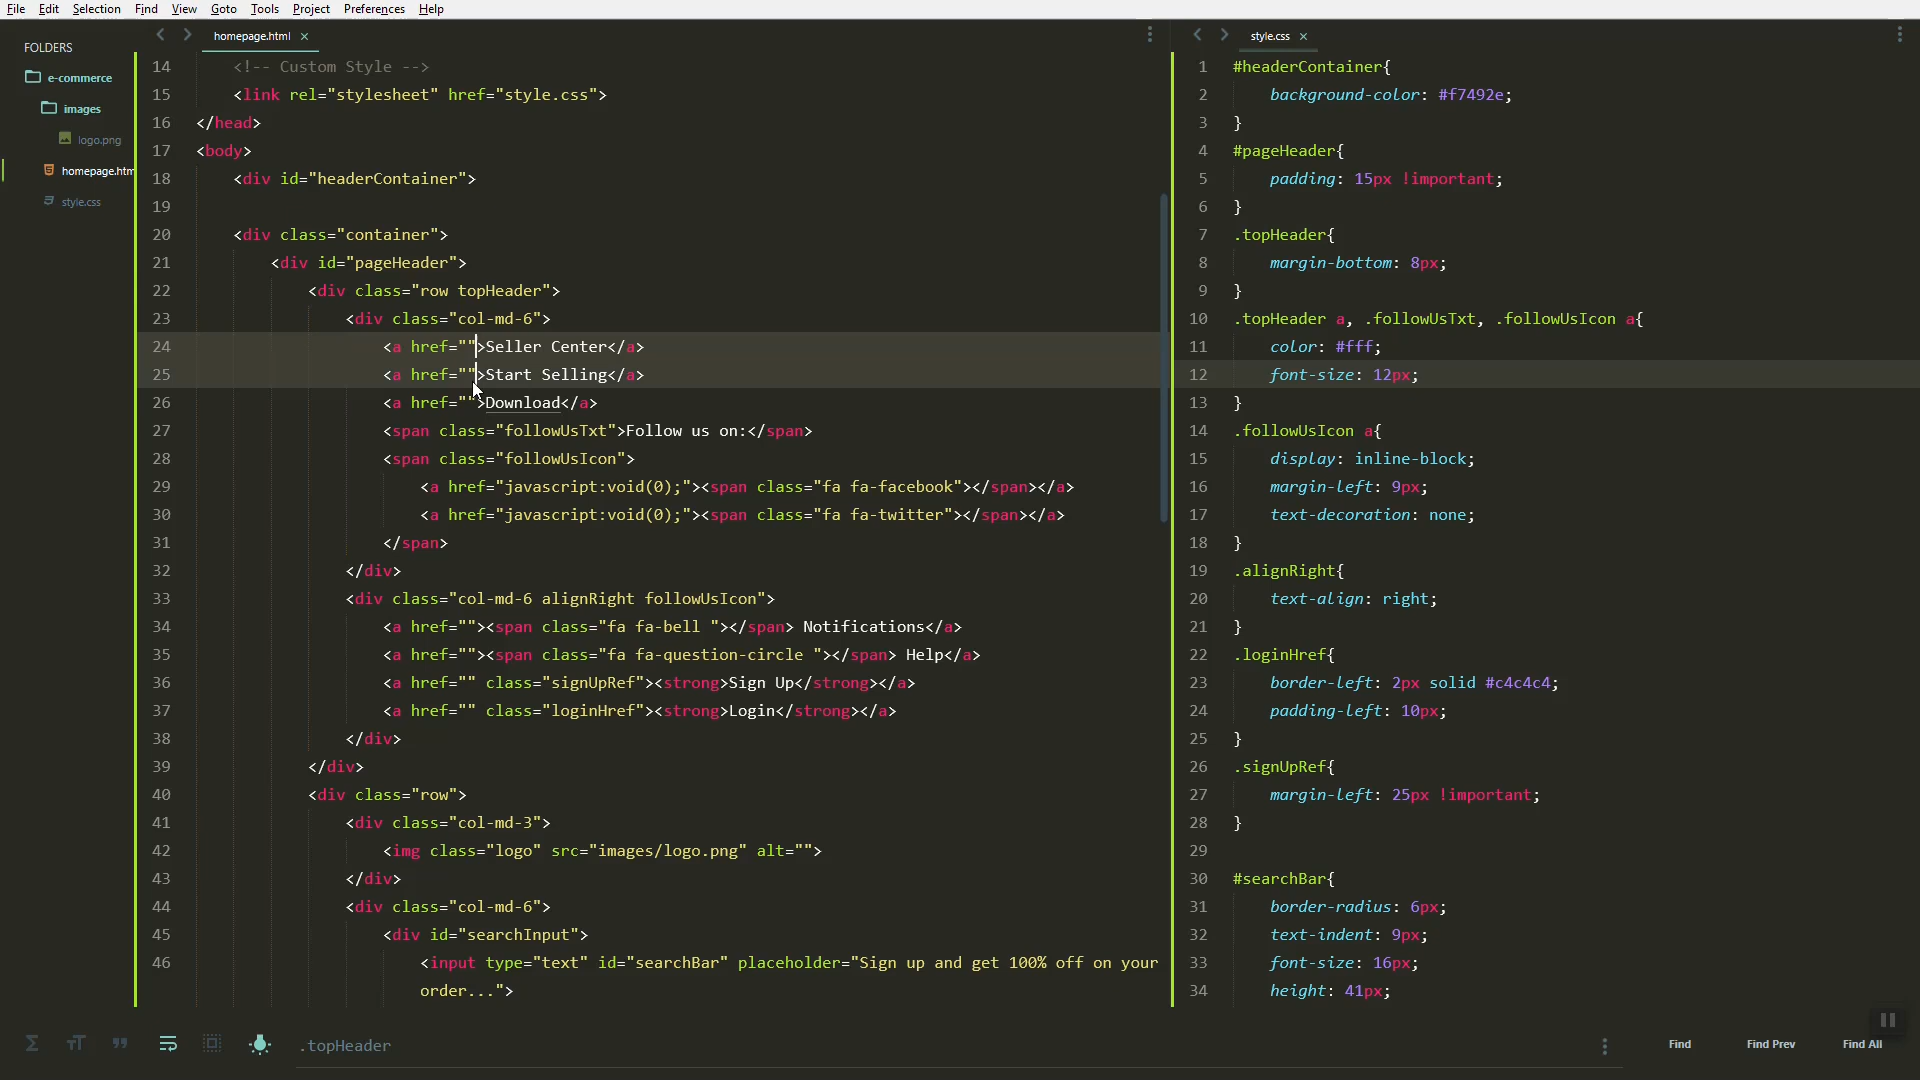 File Edit Selection Find View Goto Tools Project Preferences Help
FOLDERS
e-commerce
images
logo.png
homepage.htm
style.css
homepage.html ×
14 <!-- Custom Style -->
15 <link rel="stylesheet" href="style.css">
16 </head>
17 <body>
18 <div id="headerContainer">
19
20 <div class="container">
21 <div id="pageHeader">
22 <div class="row topHeader">
23 <div class="col-md-6">
24 <a href="">Seller Center</a>
25 <a href="">Start Selling</a>
26 <a href="">Download</a>
27 <span class="followUsTxt">Follow us on:</span>
28 <span class="followUsIcon">
29 <a href="javascript:void(0);"><span class="fa fa-facebook"></span></a>
30 <a href="javascript:void(0);"><span class="fa fa-twitter"></span></a>
31 </span>
32 </div>
33 <div class="col-md-6 alignRight followUsIcon">
34 <a href=""><span class="fa fa-bell "></span> Notifications</a>
35 <a href=""><span class="fa fa-question-circle "></span> Help</a>
36 <a href="" class="signUpRef"><strong>Sign Up</strong></a>
37 <a href="" class="loginHref"><strong>Login</strong></a>
38 </div>
39 </div>
40 <div class="row">
41 <div class="col-md-3">
42 <img class="logo" src="images/logo.png" alt="">
43 </div>
44 <div class="col-md-6">
45 <div id="searchInput">
46 <input type="text" id="searchBar" placeholder="Sign up and get 100% off on your
order...">
style.css ×
1 #headerContainer{
2 background-color: #f7492e;
3 }
4 #pageHeader{
5 padding: 15px !important;
6 }
7 .topHeader{
8 margin-bottom: 8px;
9 }
10 .topHeader a, .followUsTxt, .followUsIcon a{
11 color: #fff;
12 font-size: 12px;
13 }
14 .followUsIcon a{
15 display: inline-block;
16 margin-left: 9px;
17 text-decoration: none;
18 }
19 .alignRight{
20 text-align: right;
21 }
22 .loginHref{
23 border-left: 2px solid #c4c4c4;
24 padding-left: 10px;
25 }
26 .signUpRef{
27 margin-left: 25px !important;
28 }
29
30 #searchBar{
31 border-radius: 6px;
32 text-indent: 9px;
33 font-size: 16px;
34 height: 41px;
.topHeader
Find Find Prev Find All